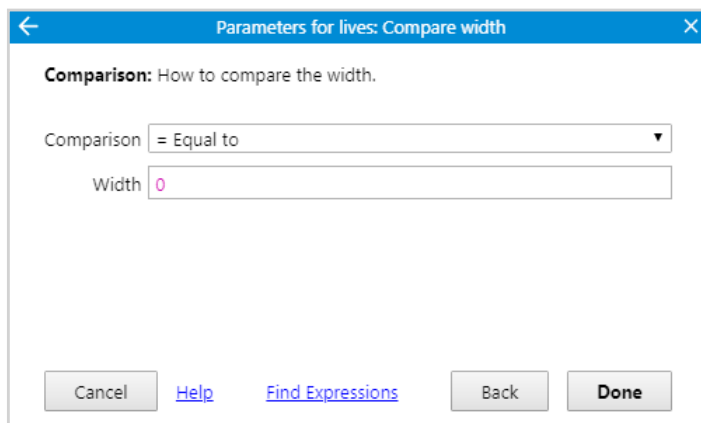 Parameters for lives: Compare width
Comparison: How to compare the width.
Comparison = Equal to
Width 0
Cancel Help Find Expressions Back Done